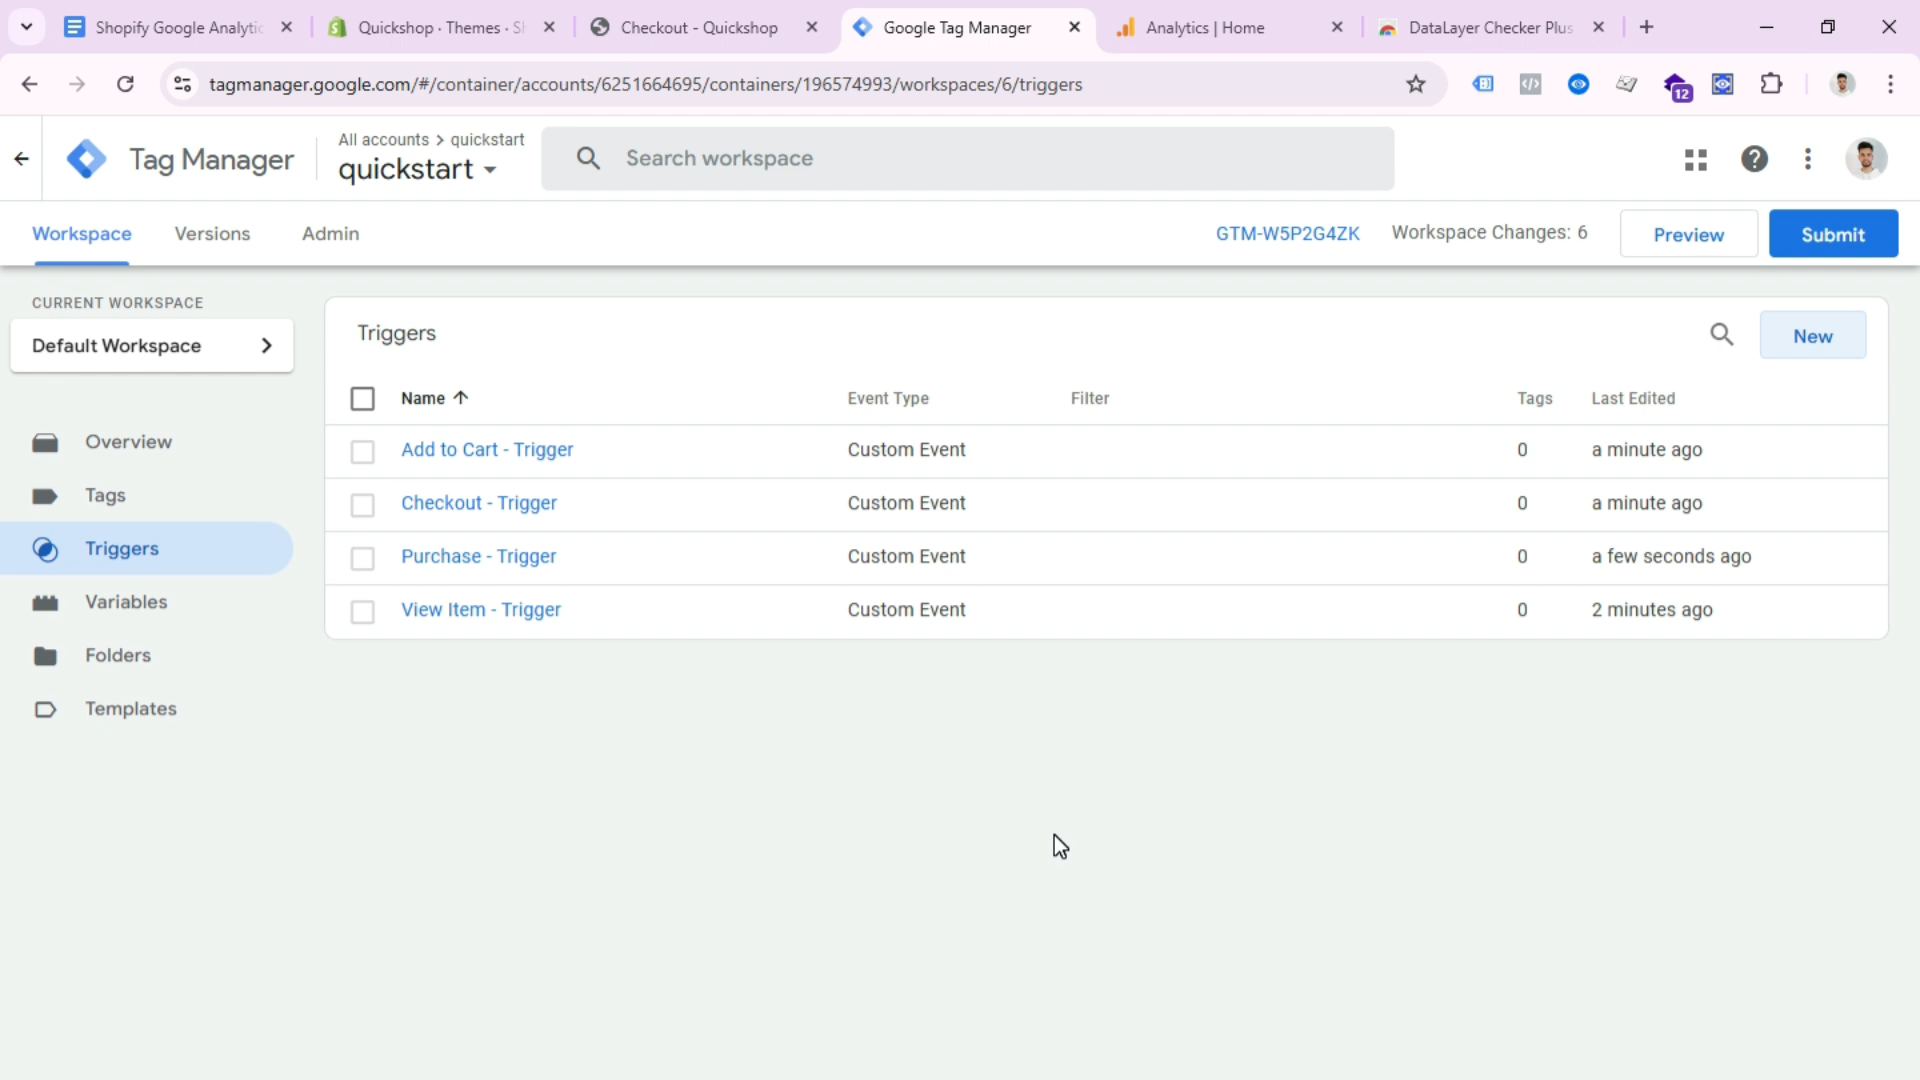 Shopify Google Analytic
Quickshop · Themes · Sh
Checkout - Quickshop
Google Tag Manager
Analytics | Home
DataLayer Checker Plus
tagmanager.google.com/#/container/accounts/6251664695/containers/196574993/workspaces/6/triggers
12
Tag Manager
All accounts > quickstart
quickstart
Search workspace
Workspace
Versions
Admin
GTM-W5P2G4ZK
Workspace Changes: 6
Preview
Submit
CURRENT WORKSPACE
Default Workspace
Overview
Tags
Triggers
Variables
Folders
Templates
Triggers
New
Name
Event Type
Filter
Tags
Last Edited
Add to Cart - Trigger
Custom Event
0
a minute ago
Checkout - Trigger
Custom Event
0
a minute ago
Purchase - Trigger
Custom Event
0
a few seconds ago
View Item - Trigger
Custom Event
0
2 minutes ago